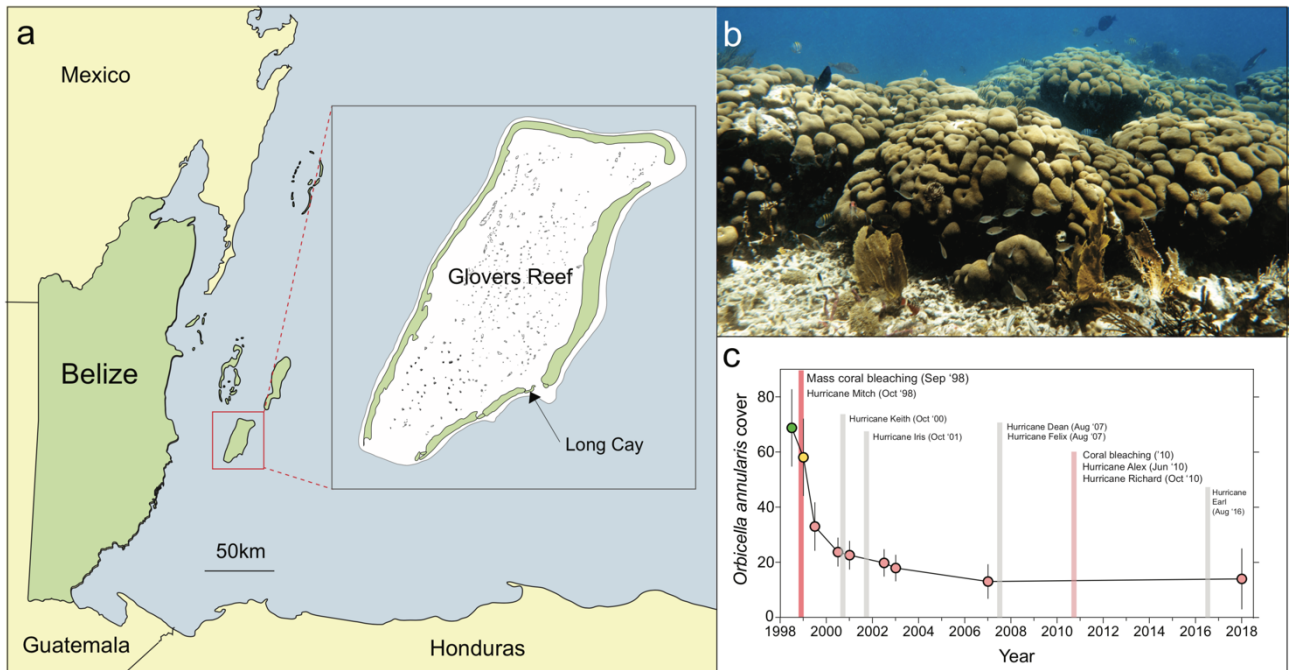 a
Mexico
Belize
Guatemala
Honduras
50km
Glovers Reef
Long Cay
b
c
Orbicella annularis cover
80
60
40
20
0
Mass coral bleaching (Sep ‘98)
Hurricane Mitch (Oct ‘98)
Hurricane Keith (Oct ‘00)
Hurricane Iris (Oct ‘01)
Hurricane Dean (Aug ‘07)
Hurricane Felix (Aug ‘07)
Coral bleaching (‘10)
Hurricane Alex (Jun ‘10)
Hurricane Richard (Oct ‘10)
Hurricane
Earl
(Aug ‘16)
1998 2000 2002 2004 2006 2008 2010 2012 2014 2016 2018
Year